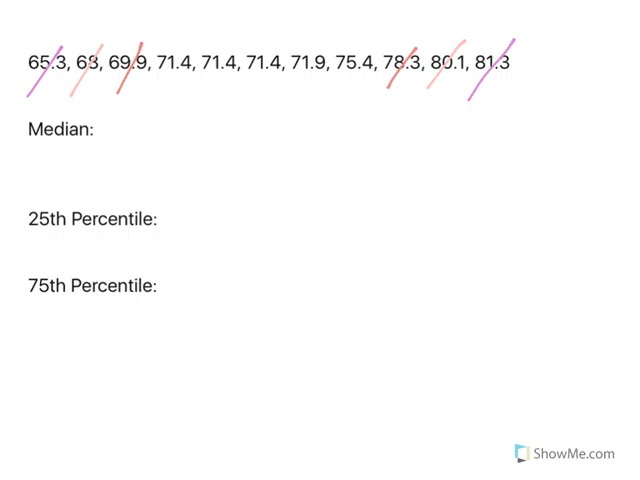 65.3, 68, 69.9, 71.4, 71.4, 71.4, 71.9, 75.4, 78.3, 80.1, 81.3
Median:
25th Percentile:
75th Percentile:
ShowMe.com